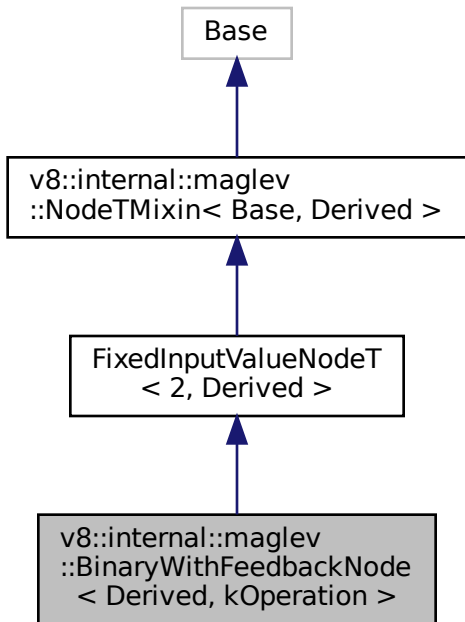 Base
v8::internal::maglev
::NodeTMixin< Base, Derived >
FixedInputValueNodeT
< 2, Derived >
v8::internal::maglev
::BinaryWithFeedbackNode
< Derived, kOperation >